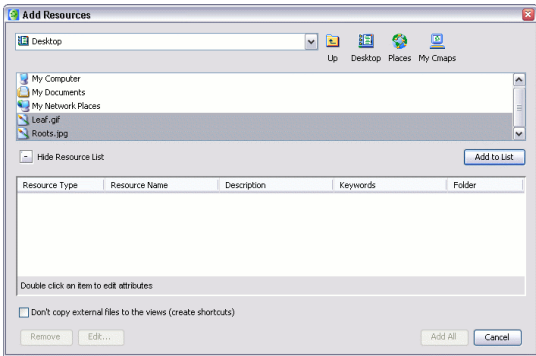 Add Resources
Desktop
Up Desktop Places My Cmaps
My Computer
My Documents
My Network Places
Leaf.gif
Roots.jpg
Hide Resource List
Add to List
Resource Type Resource Name Description Keywords Folder
Double click an item to edit attributes
Don't copy external files to the views (create shortcuts)
Remove Edit... Add All Cancel